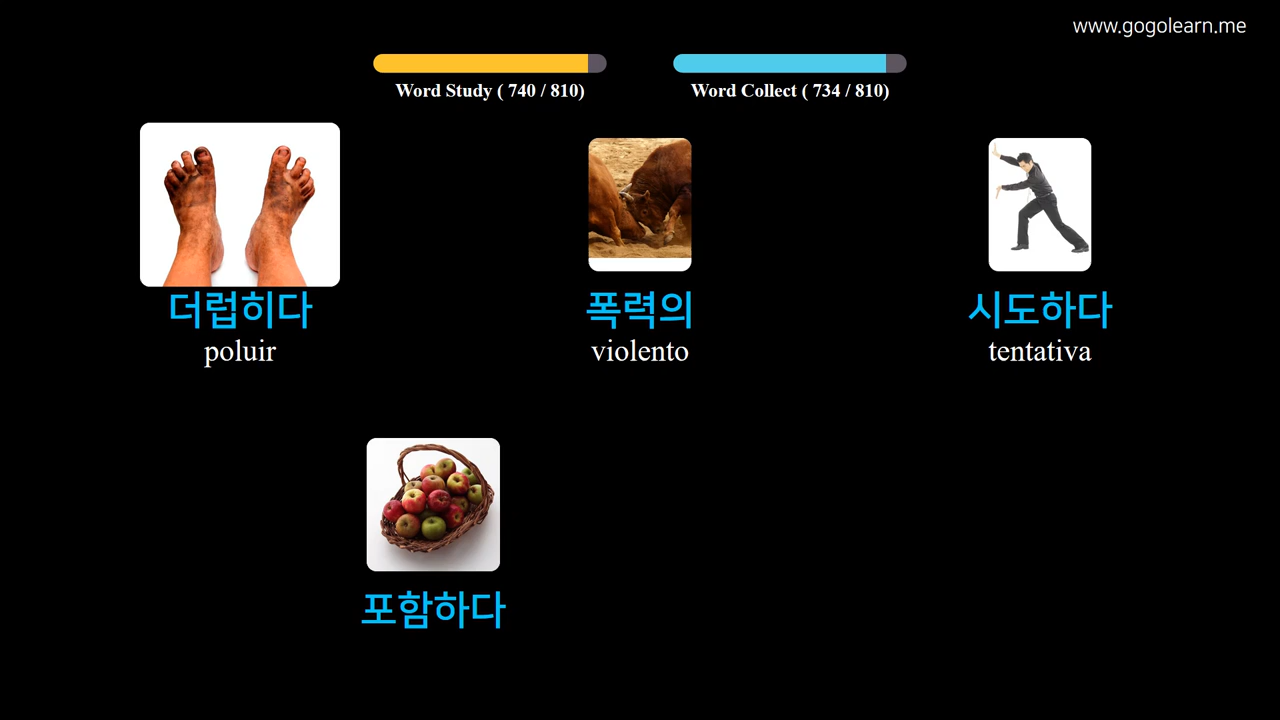 www.gogolearn.me
Word Study ( 740 / 810)
Word Collect ( 734 / 810)
더럽히다
poluir
폭력의
violento
시도하다
tentativa
포함하다